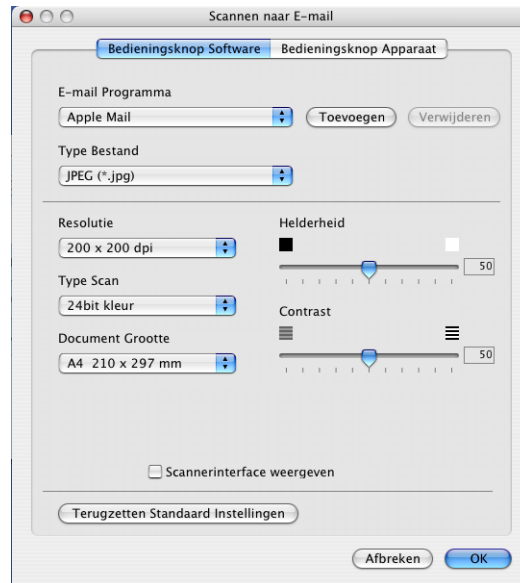 Scannen naar E-mail
Bedieningsknop Software Bedieningsknop Apparaat
E-mail Programma
Apple Mail Toevoegen Verwijderen
Type Bestand
JPEG (*.jpg)
Resolutie
200 x 200 dpi
Type Scan
24bit kleur
Document Grootte
A4 210 x 297 mm
Helderheid
50
Contrast
50
Scannerinterface weergeven
Terugzetten Standaard Instellingen
Afbreken OK